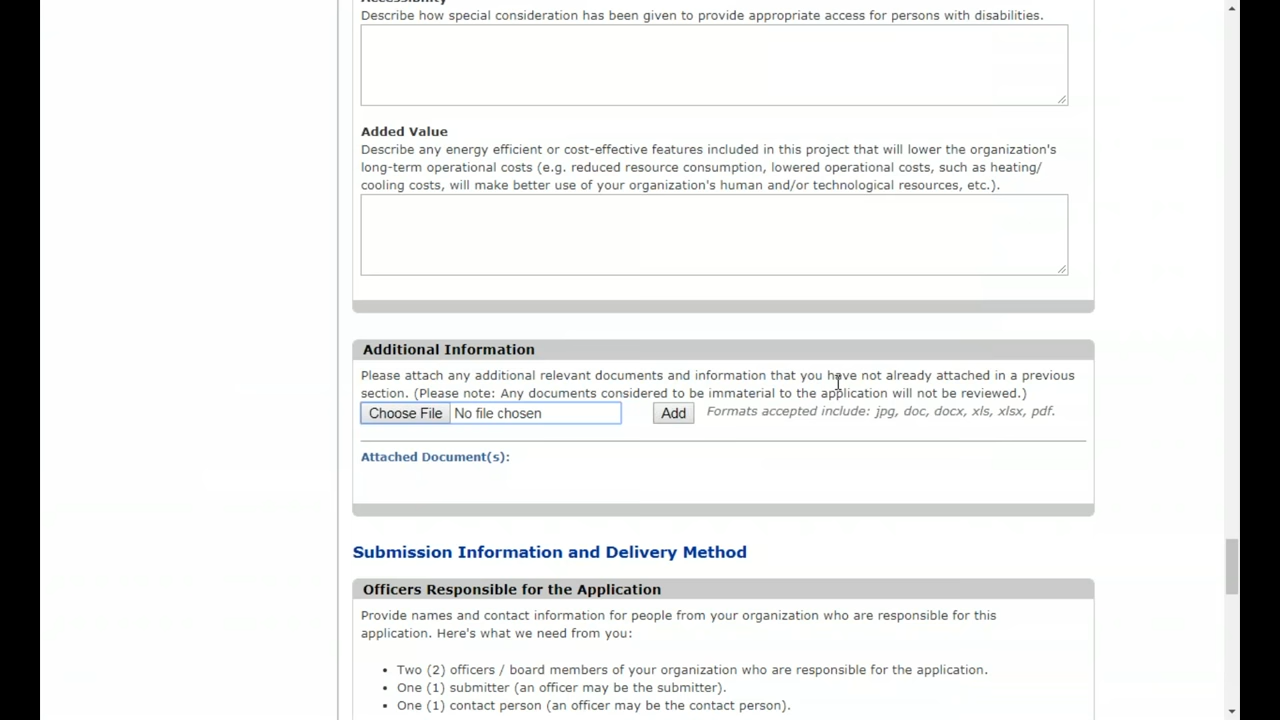 Accessibility
Describe how special consideration has been given to provide appropriate access for persons with disabilities.
Added Value
Describe any energy efficient or cost-effective features included in this project that will lower the organization's
long-term operational costs (e.g. reduced resource consumption, lowered operational costs, such as heating/
cooling costs, will make better use of your organization's human and/or technological resources, etc.).
Additional Information
Please attach any additional relevant documents and information that you have not already attached in a previous
section. (Please note: Any documents considered to be immaterial to the application will not be reviewed.)
Choose File No file chosen Add Formats accepted include: jpg, doc, docx, xls, xlsx, pdf.
Attached Document(s):
Submission Information and Delivery Method
Officers Responsible for the Application
Provide names and contact information for people from your organization who are responsible for this
application. Here's what we need from you:
• Two (2) officers / board members of your organization who are responsible for the application.
• One (1) submitter (an officer may be the submitter).
• One (1) contact person (an officer may be the contact person).